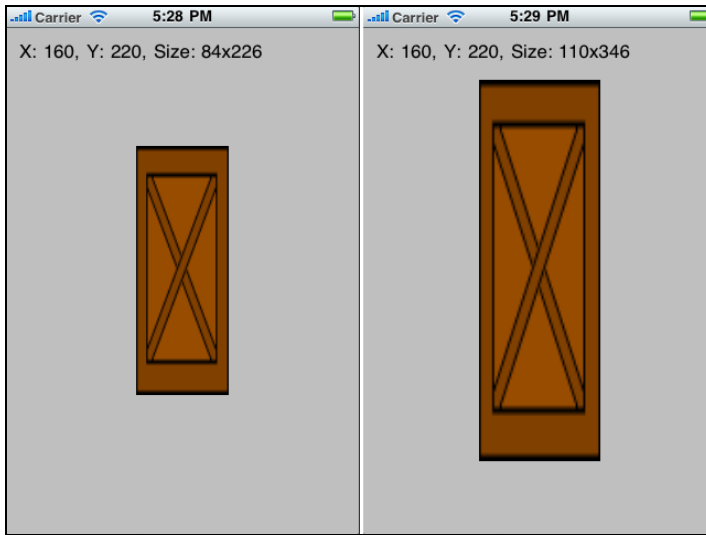 Carrier 5:28 PM
X: 160, Y: 220, Size: 84x226
Carrier 5:29 PM
X: 160, Y: 220, Size: 110x346